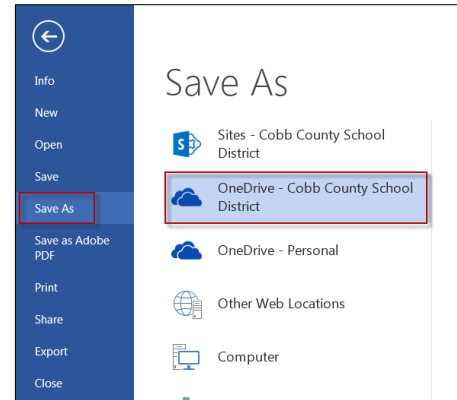 Save As
Info
New
Open
Save
Save As
Save as Adobe
PDF
Print
Share
Export
Close
S
Sites - Cobb County School
District
OneDrive - Cobb County School
District
OneDrive - Personal
Other Web Locations
Computer